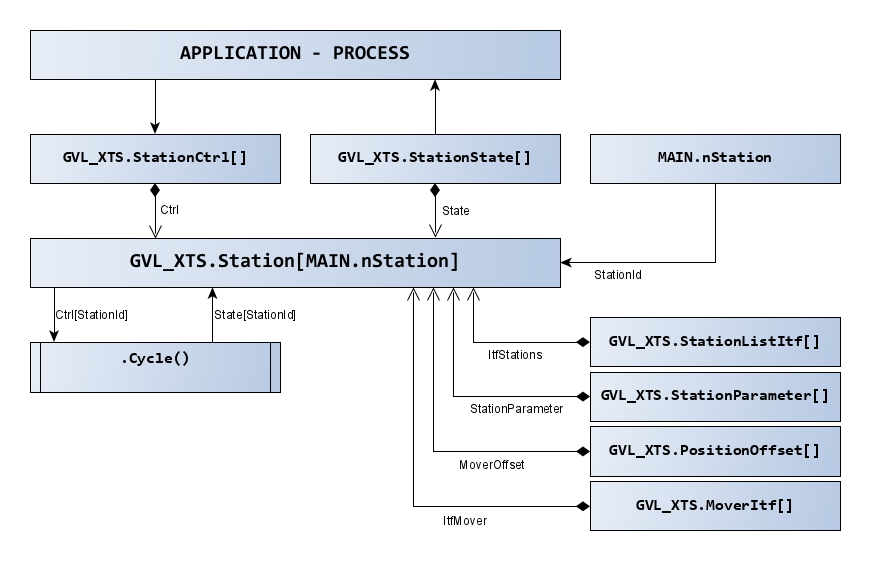 APPLICATION - PROCESS
GVL_XTS.StationCtrl[]
GVL_XTS.StationState[]
MAIN.nStation
Ctrl
State
GVL_XTS.Station[MAIN.nStation]
StationId
Ctrl[StationId]
State[StationId]
.Cycle()
GVL_XTS.StationListItf[]
ItfStations
GVL_XTS.StationParameter[]
StationParameter
GVL_XTS.PositionOffset[]
MoverOffset
GVL_XTS.MoverItf[]
ItfMover